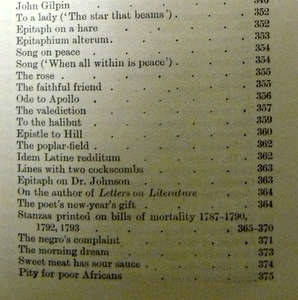 John Gilpin . . . . . . 340
To a lady ('The star that beams') . . . 352
Epitaph on a hare . . . . . 352
Epitaphium alterum . . . . . 353
Song on peace . . . . . 354
Song ('When all within is peace') . . . 354
The rose . . . . . . 355
The faithful friend . . . . . 355
Ode to Apollo . . . . . 356
The valediction . . . . . 357
To the halibut . . . . . 359
Epistle to Hill . . . . . 360
The poplar-field . . . . . 362
Idem Latine redditum . . . . 362
Lines with two cockscombs . . . . 363
Epitaph on Dr. Johnson . . . . 363
On the author of Letters on Literature . . . 364
The poet's new-year's gift . . . . 364
Stanzas printed on bills of mortality 1787-1790,
1792, 1793 . . . . . 365-370
The negro's complaint . . . . 371
The morning dream . . . . . 373
Sweet meat has sour sauce . . . . 374
Pity for poor Africans . . . . 375